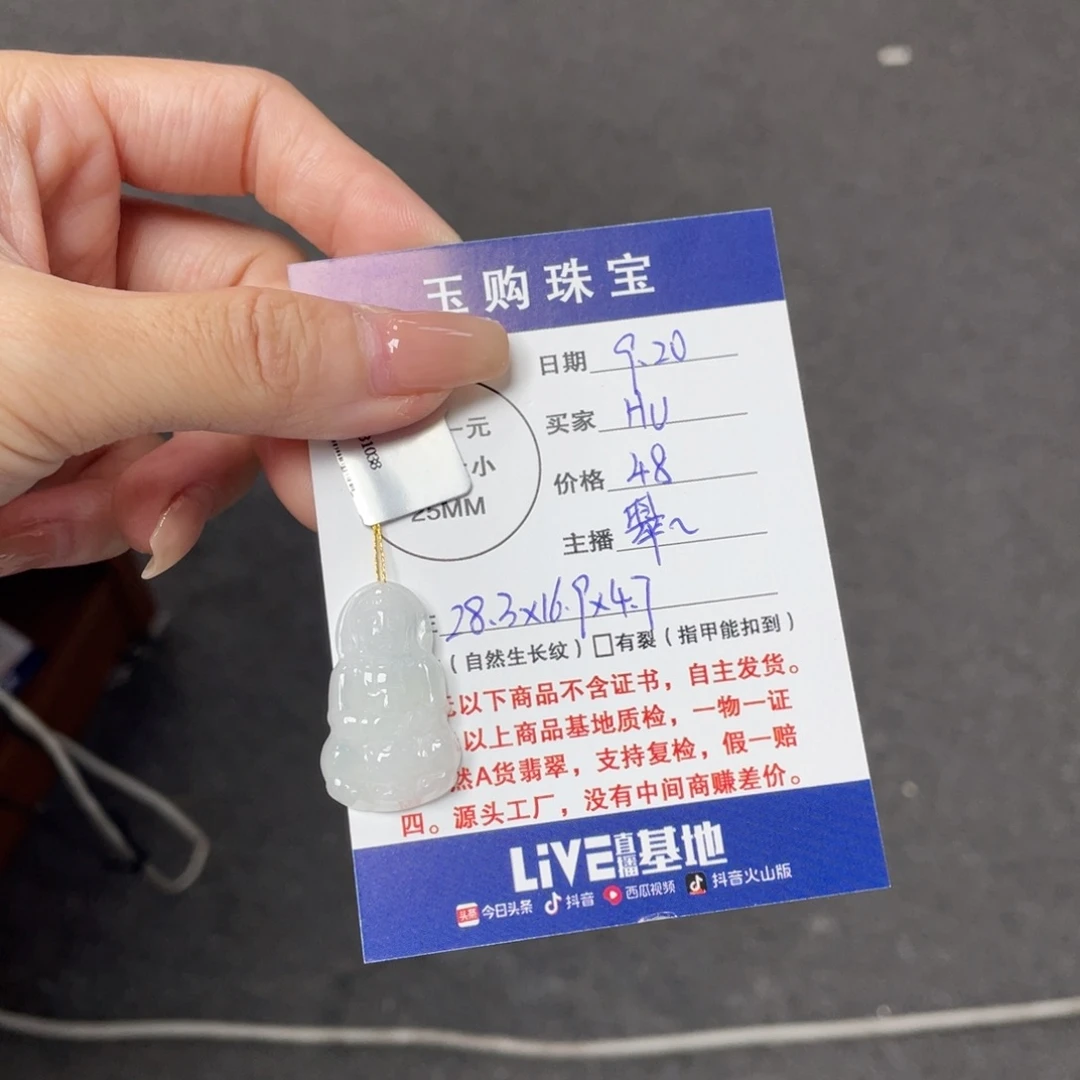 玉购珠宝
日期 9.20
买家 HU
价格 48
主播
一元
小
25MM
31038
28.3x16.9x4.7
(自然生长纹) □有裂 (指甲能扣到)
以下商品不含证书,自主发货。
以上商品基地质检,一物一证
然A货翡翠,支持复检,假一赔
四。源头工厂,没有中间商赚差价。
LiVE直播基地
头条 今日头条 抖音 西瓜视频 抖音火山版